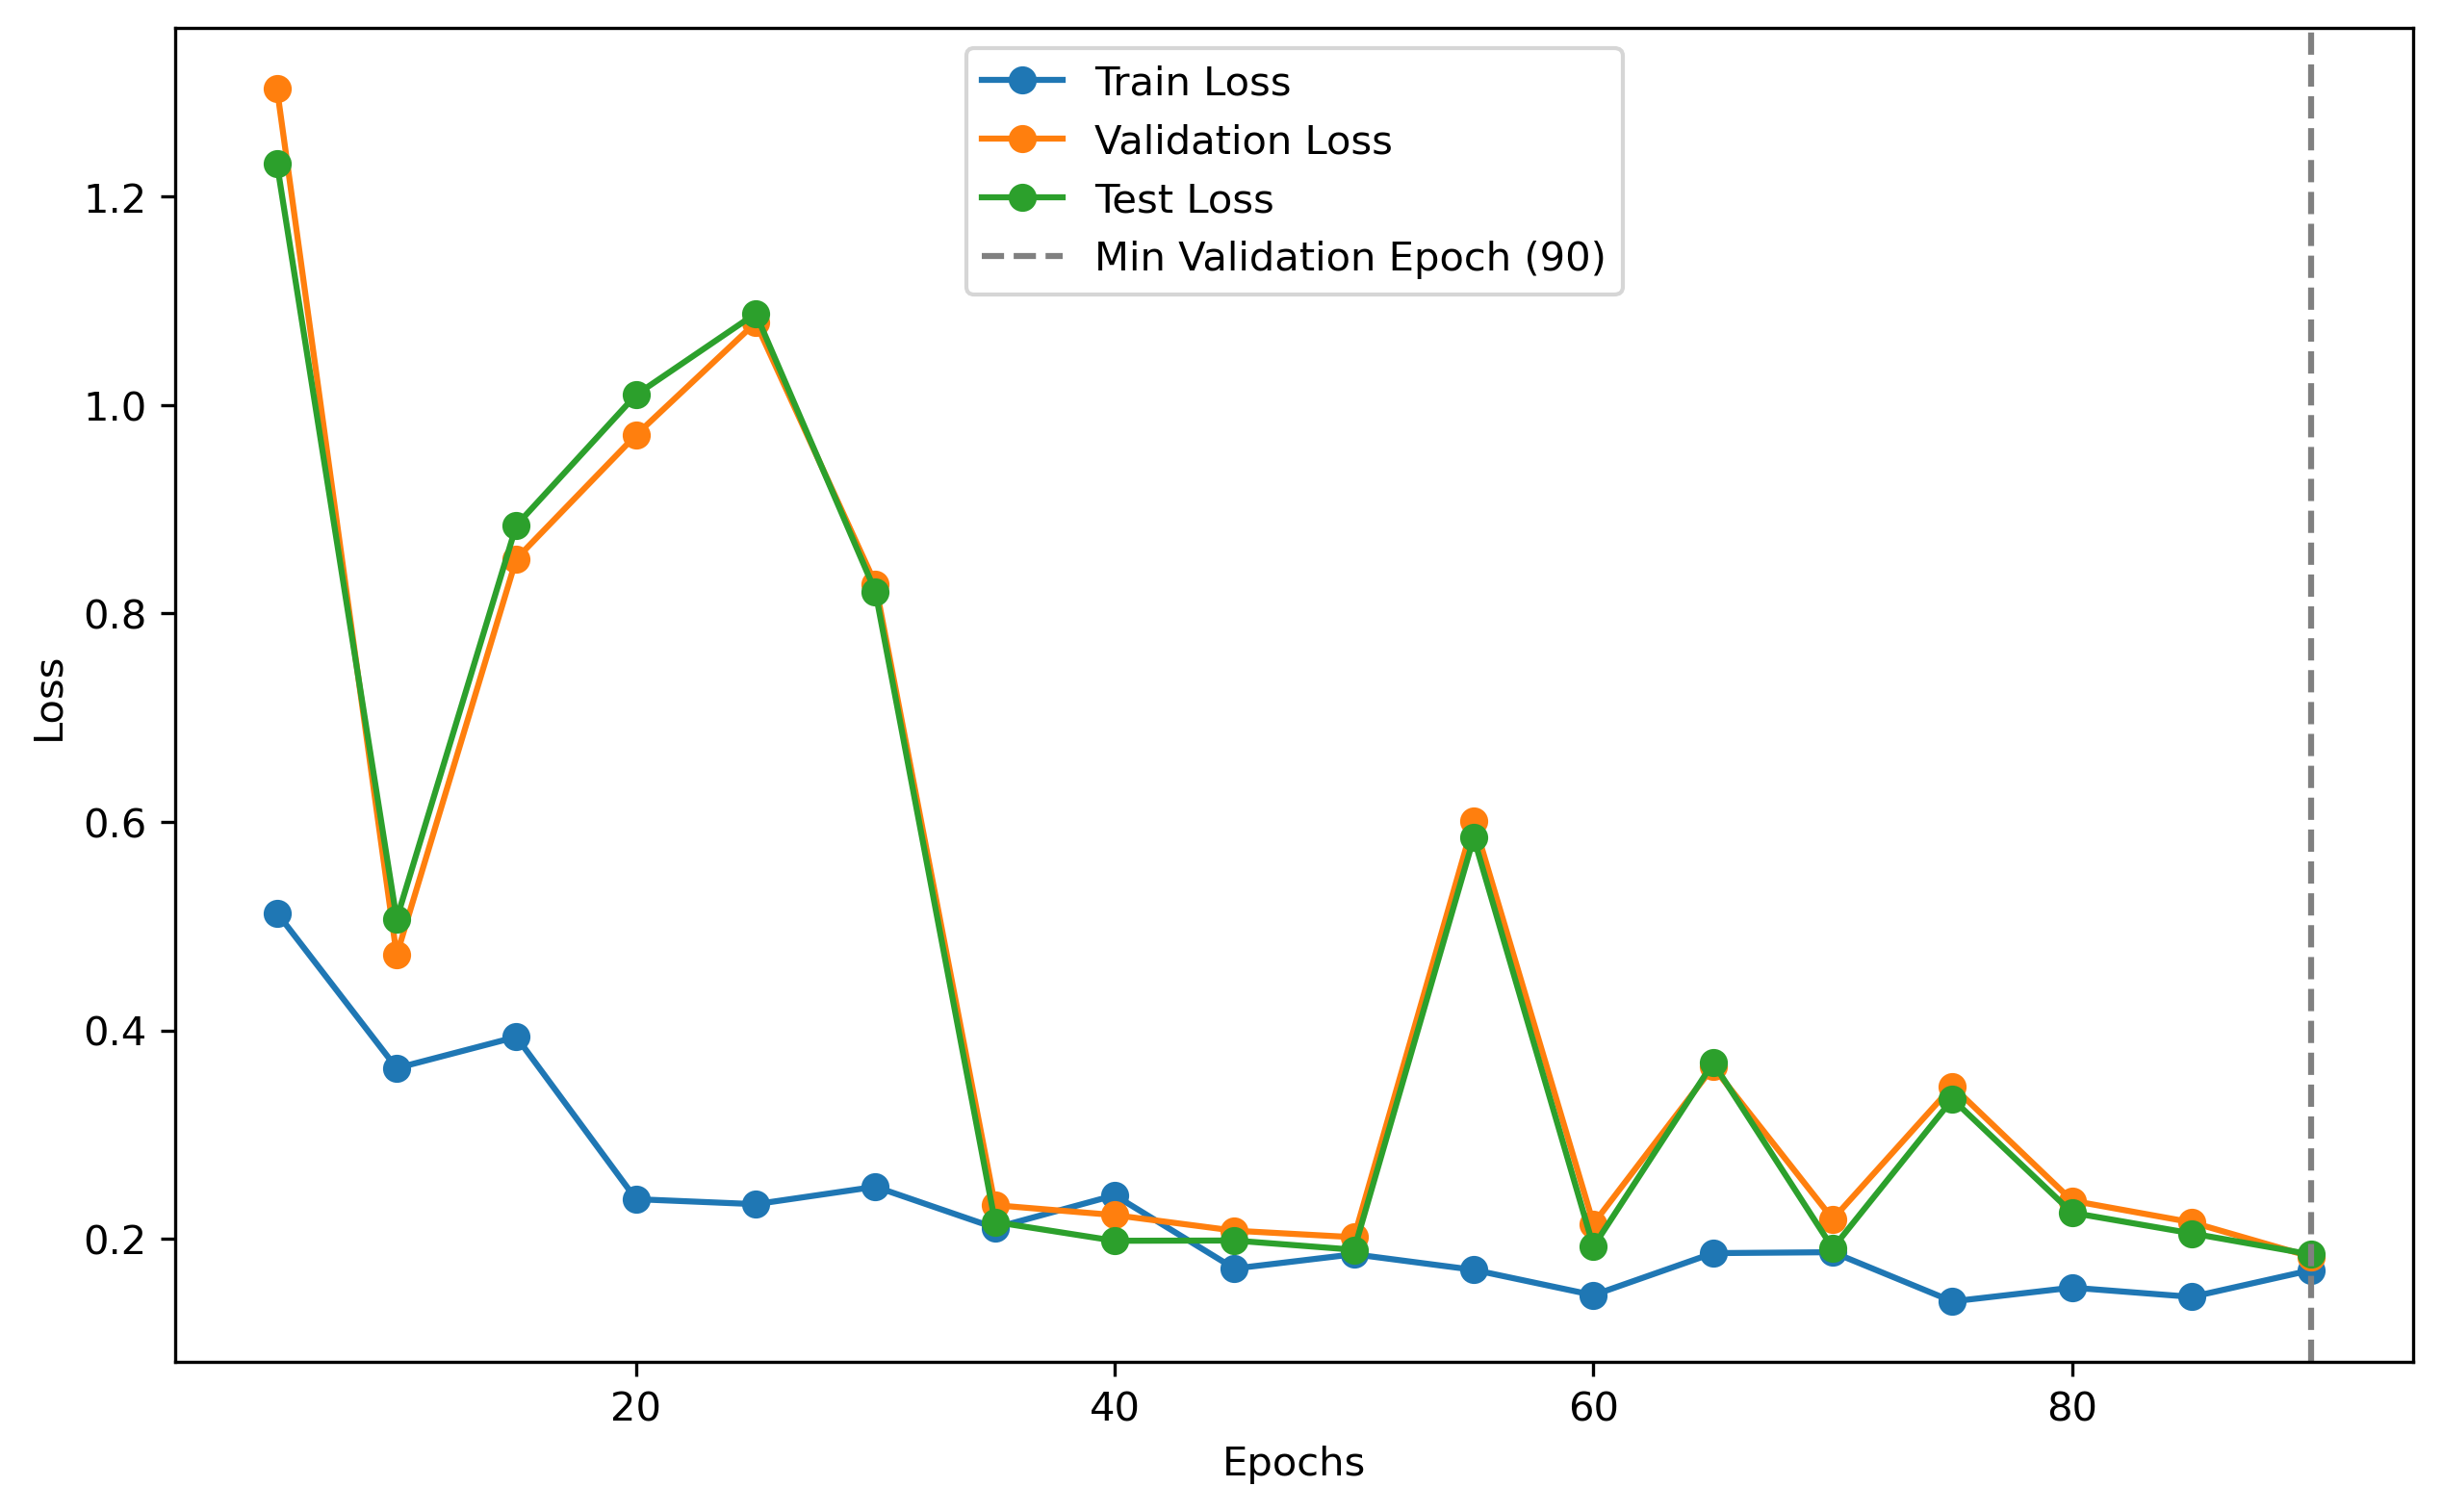 Train Loss
Validation Loss
Test Loss
Min Validation Epoch (90)
1.2
1.0
0.8
0.6
0.4
0.2
Loss
20 40 60 80
Epochs